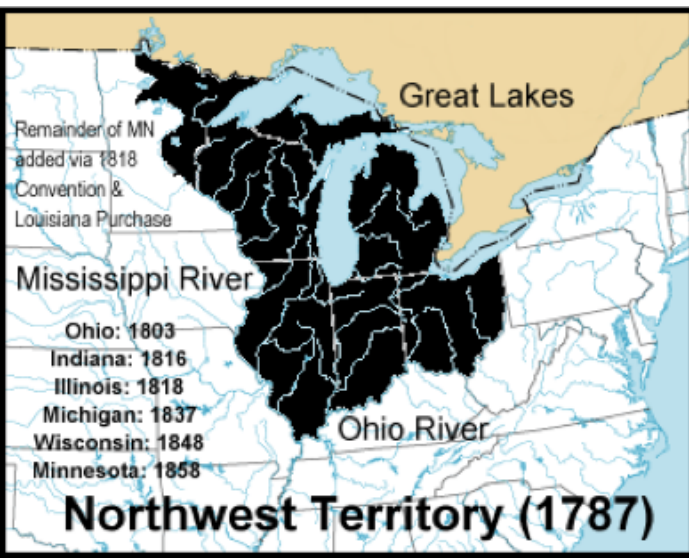 Great Lakes
Remainder of MN
added via 1818
Convention &
Louisiana Purchase
Mississippi River
Ohio: 1803
Indiana: 1816
Illinois: 1818
Michigan: 1837
Wisconsin: 1848
Minnesota: 1858
Ohio River
Northwest Territory (1787)